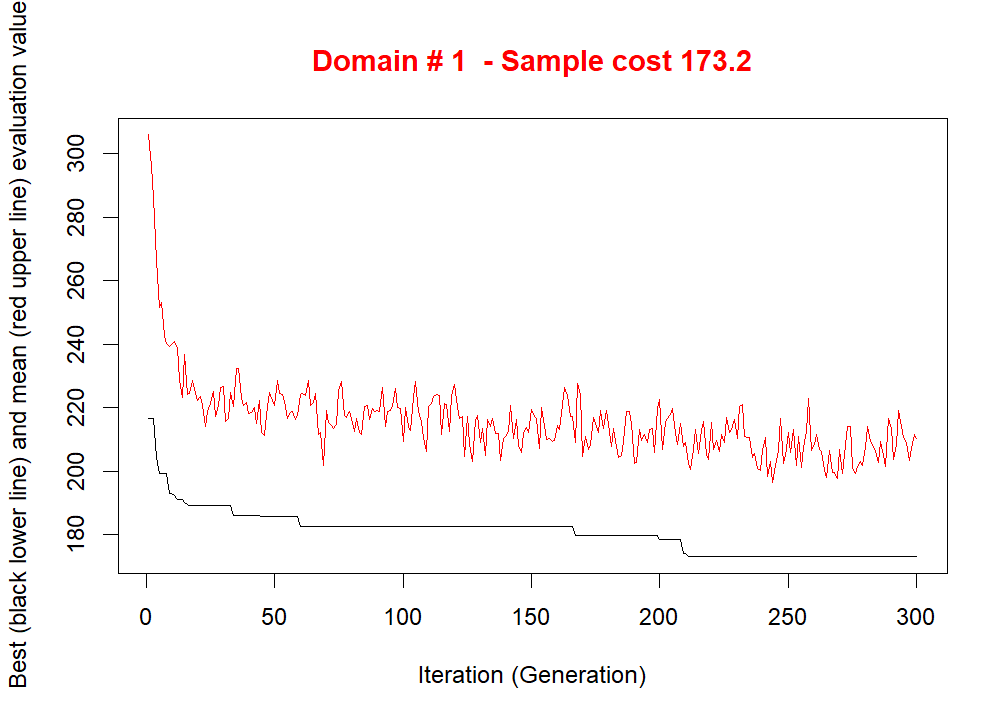 Domain # 1  - Sample cost 173.2
Best (black lower line) and mean (red upper line) evaluation value
300
280
260
240
220
200
180
0 50 100 150 200 250 300
Iteration (Generation)